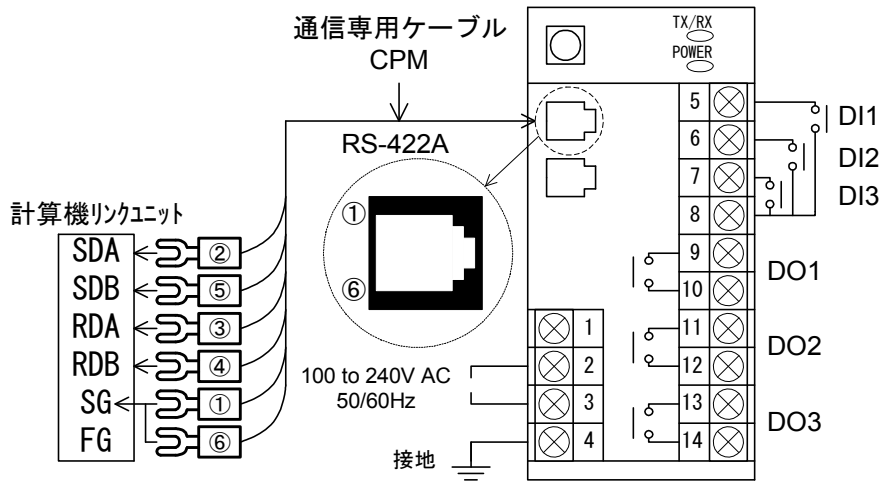 通信専用ケーブル
CPM
RS-422A
①
⑥
計算機リンクユニット
SDA ②
SDB ⑤
RDA ③
RDB ④
SG ①
FG ⑥
100 to 240V AC
50/60Hz
接地
TX/RX
POWER
1
2
3
4
5
6
7
8
9
10
11
12
13
14
DI1
DI2
DI3
DO1
DO2
DO3